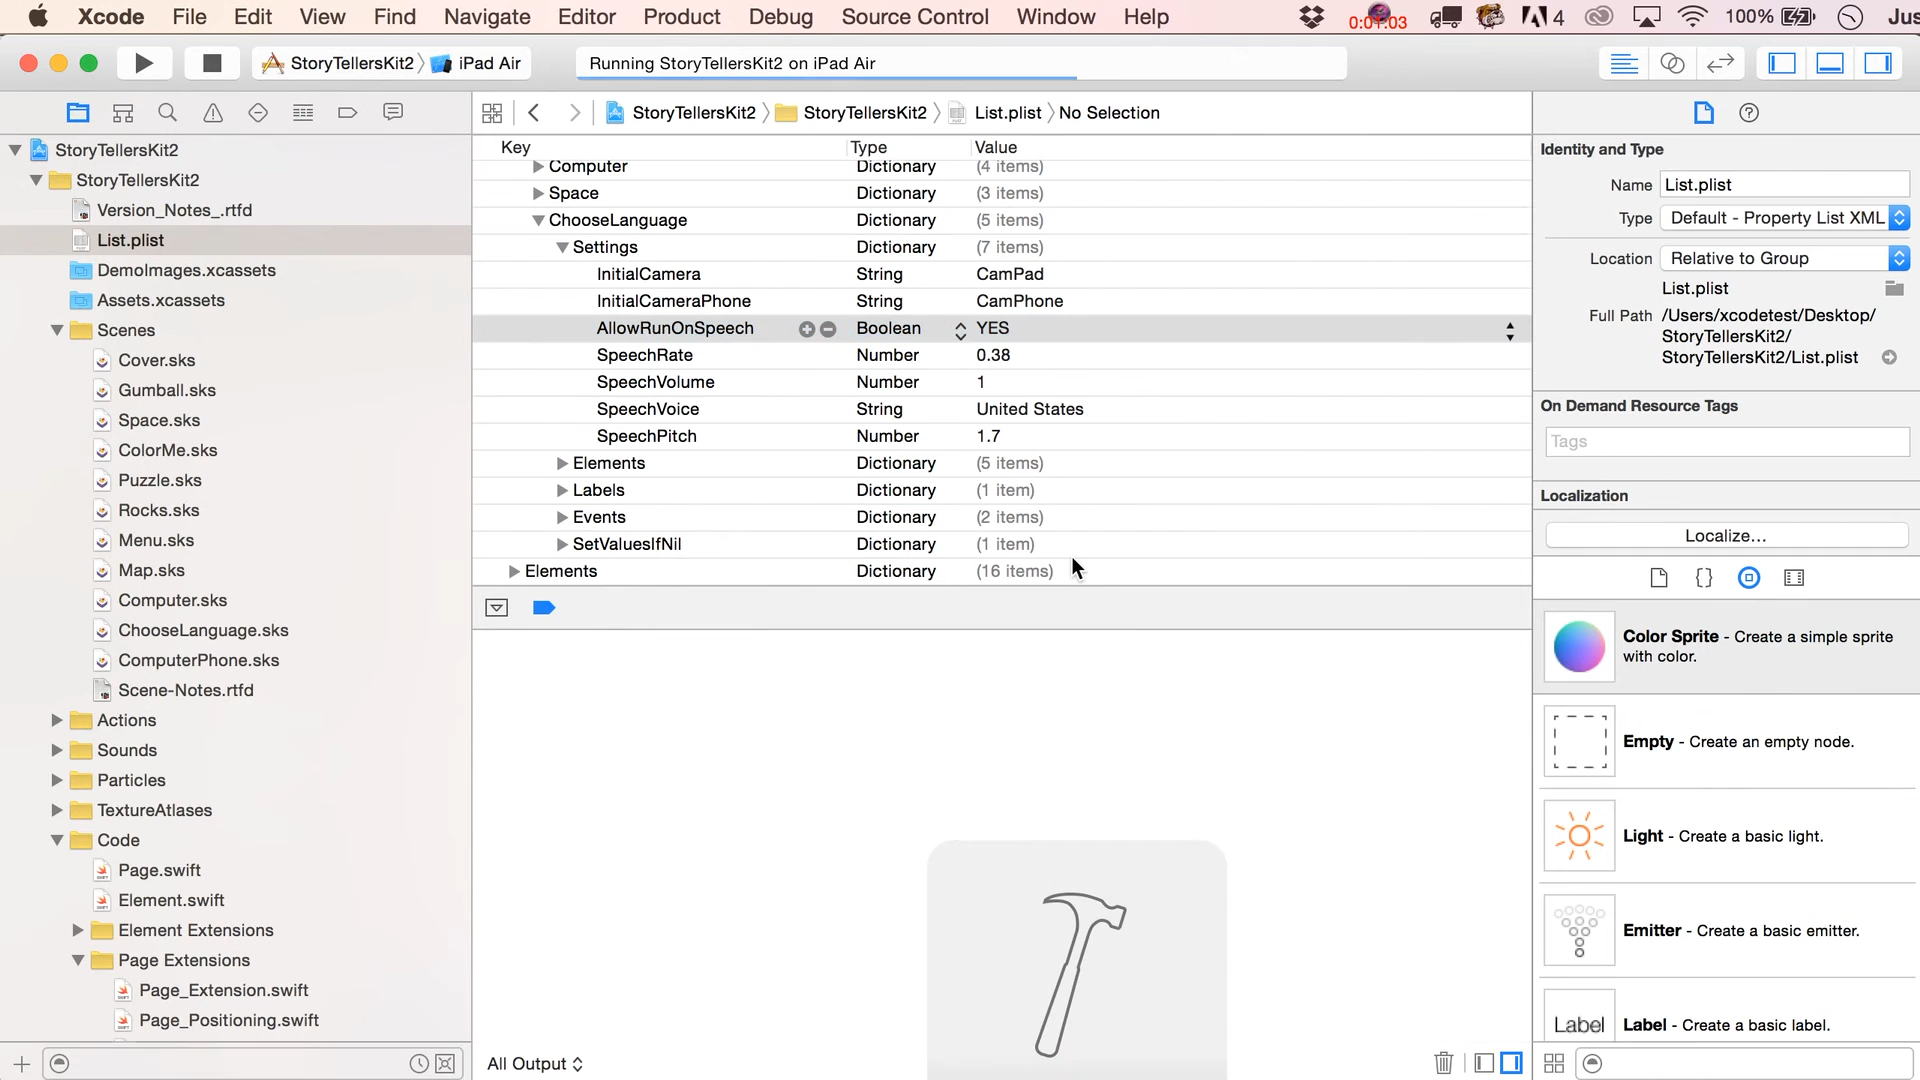 Xcode File Edit View Find Navigate Editor Product Debug Source Control Window Help 0:01:03 4 100% Jus
StoryTellersKit2 iPad Air Running StoryTellersKit2 on iPad Air
StoryTellersKit2 StoryTellersKit2 List.plist No Selection
StoryTellersKit2
StoryTellersKit2
Version_Notes_.rtfd
List.plist
DemoImages.xcassets
Assets.xcassets
Scenes
Cover.sks
Gumball.sks
Space.sks
ColorMe.sks
Puzzle.sks
Rocks.sks
Menu.sks
Map.sks
Computer.sks
ChooseLanguage.sks
ComputerPhone.sks
Scene-Notes.rtfd
Actions
Sounds
Particles
TextureAtlases
Code
Page.swift
Element.swift
Element Extensions
Page Extensions
Page_Extension.swift
Page_Positioning.swift
Key Type Value
Computer Dictionary (4 items)
Space Dictionary (3 items)
ChooseLanguage Dictionary (5 items)
Settings Dictionary (7 items)
InitialCamera String CamPad
InitialCameraPhone String CamPhone
AllowRunOnSpeech Boolean YES
SpeechRate Number 0.38
SpeechVolume Number 1
SpeechVoice String United States
SpeechPitch Number 1.7
Elements Dictionary (5 items)
Labels Dictionary (1 item)
Events Dictionary (2 items)
SetValuesIfNil Dictionary (1 item)
Elements Dictionary (16 items)
All Output
Identity and Type
Name List.plist
Type Default - Property List XML
Location Relative to Group
List.plist
Full Path /Users/xcodetest/Desktop/
StoryTellersKit2/
StoryTellersKit2/List.plist
On Demand Resource Tags
Tags
Localization
Localize...
Color Sprite - Create a simple sprite
with color.
Empty - Create an empty node.
Light - Create a basic light.
Emitter - Create a basic emitter.
Label Label - Create a basic label.